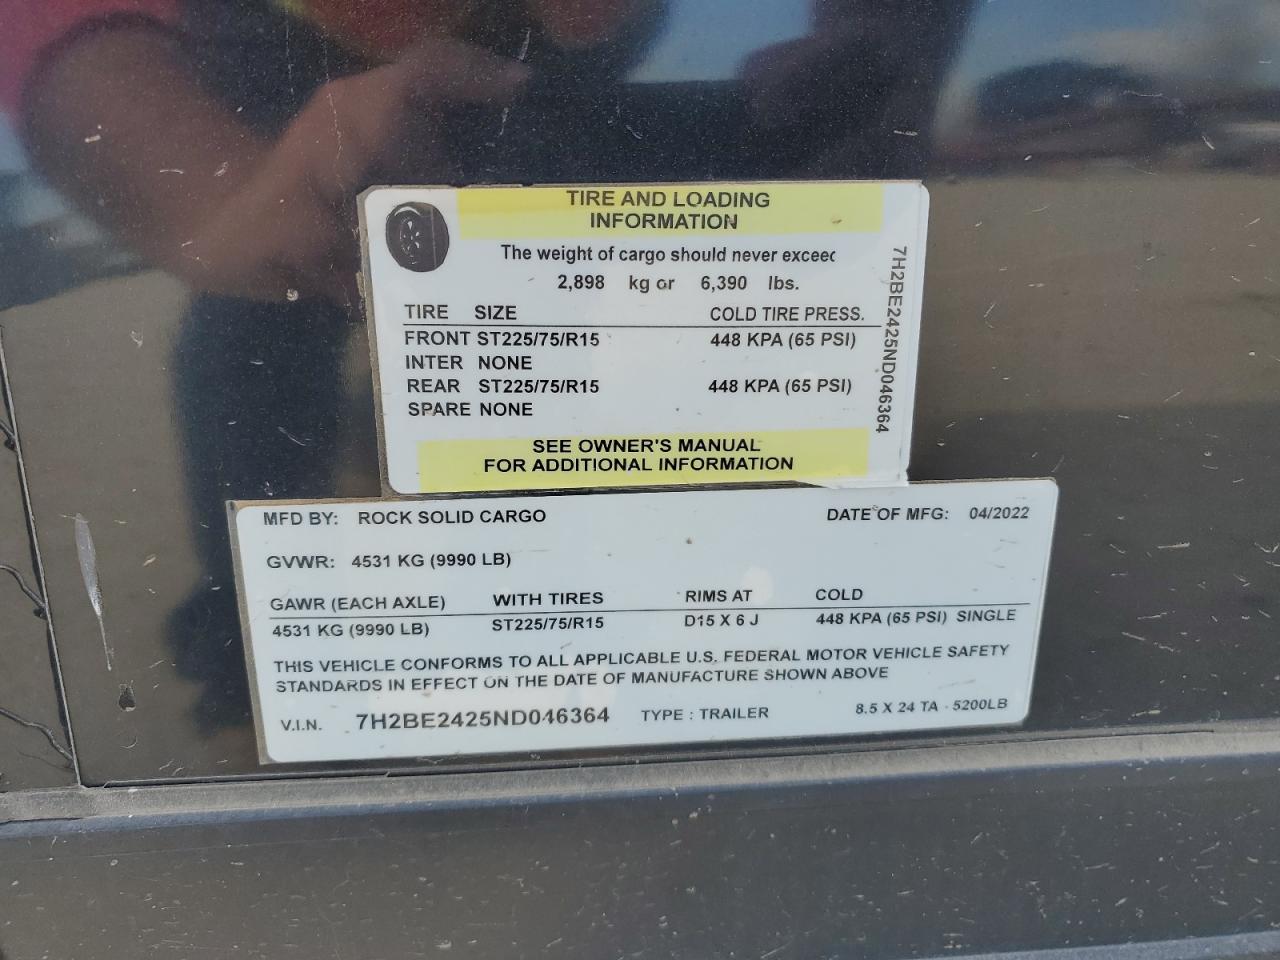 TIRE AND LOADING
INFORMATION
The weight of cargo should never exceed
2,898 kg or 6,390 lbs.
TIRE SIZE COLD TIRE PRESS.
FRONT ST225/75/R15 448 KPA (65 PSI)
INTER NONE
REAR ST225/75/R15 448 KPA (65 PSI)
SPARE NONE
SEE OWNER'S MANUAL
FOR ADDITIONAL INFORMATION
7H2BE2425ND046364
MFD BY: ROCK SOLID CARGO DATE OF MFG: 04/2022
GVWR: 4531 KG (9990 LB)
GAWR (EACH AXLE) WITH TIRES RIMS AT COLD
4531 KG (9990 LB) ST225/75/R15 D15 X 6 J 448 KPA (65 PSI) SINGLE
THIS VEHICLE CONFORMS TO ALL APPLICABLE U.S. FEDERAL MOTOR VEHICLE SAFETY
STANDARDS IN EFFECT ON THE DATE OF MANUFACTURE SHOWN ABOVE
V.I.N. 7H2BE2425ND046364 TYPE : TRAILER 8.5 X 24 TA - 5200LB